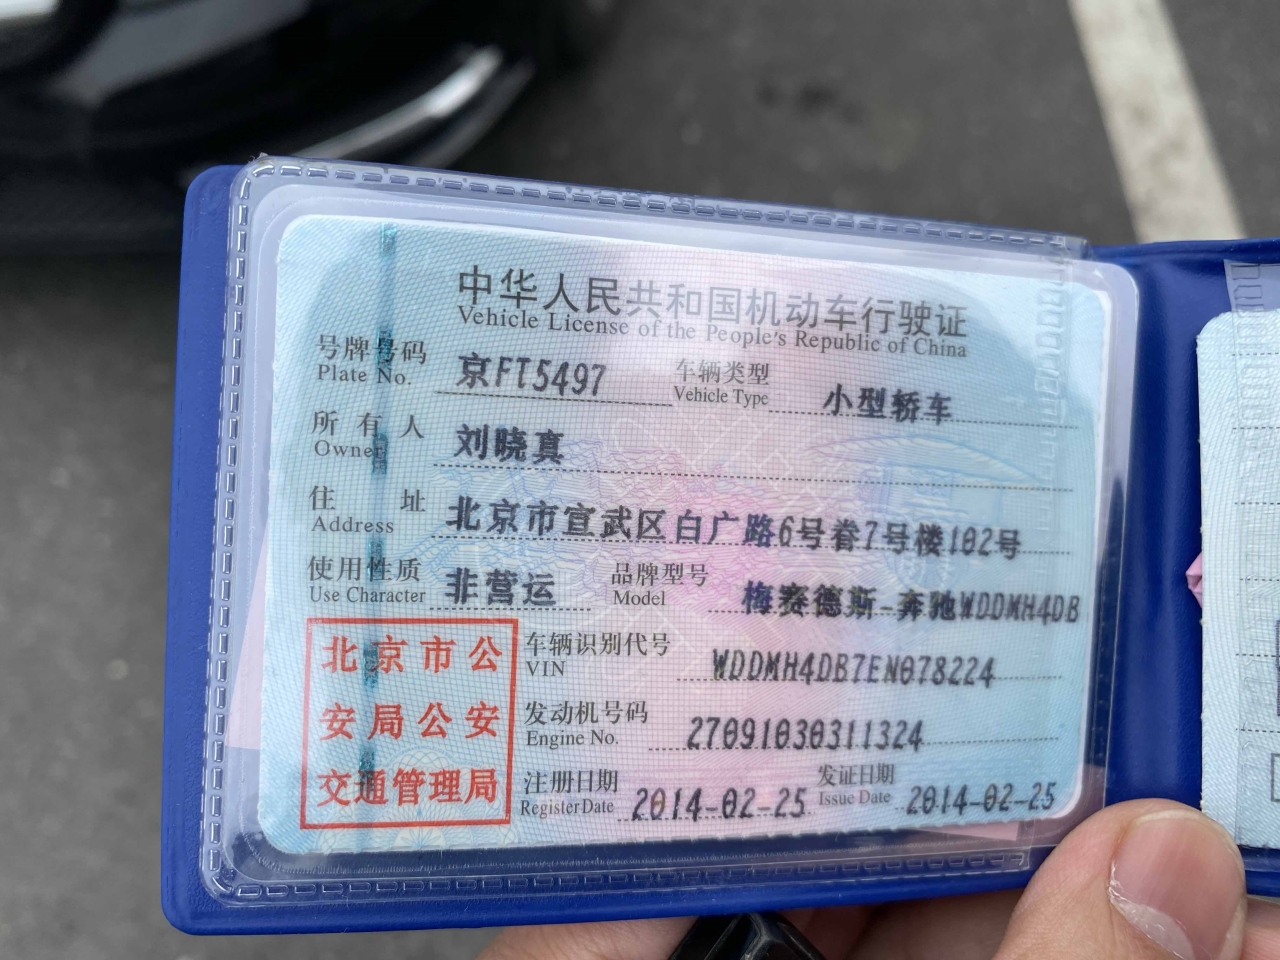 中华人民共和国机动车行驶证
Vehicle License of the People's Republic of China
号牌号码 京FT5497 车辆类型 小型轿车
Plate No. Vehicle Type
所有人 刘晓真
Owner
住址 北京市宣武区白广路6号眷7号楼102号
Address
使用性质 非营运 品牌型号 梅赛德斯-奔驰WDDMH4DB
Use Character Model
北京市公
安局公安
交通管理局
车辆识别代号 WDDMH4DB7EN078224
VIN
发动机号码 27091030311324
Engine No.
注册日期 2014-02-25 发证日期 2014-02-25
Register Date Issue Date